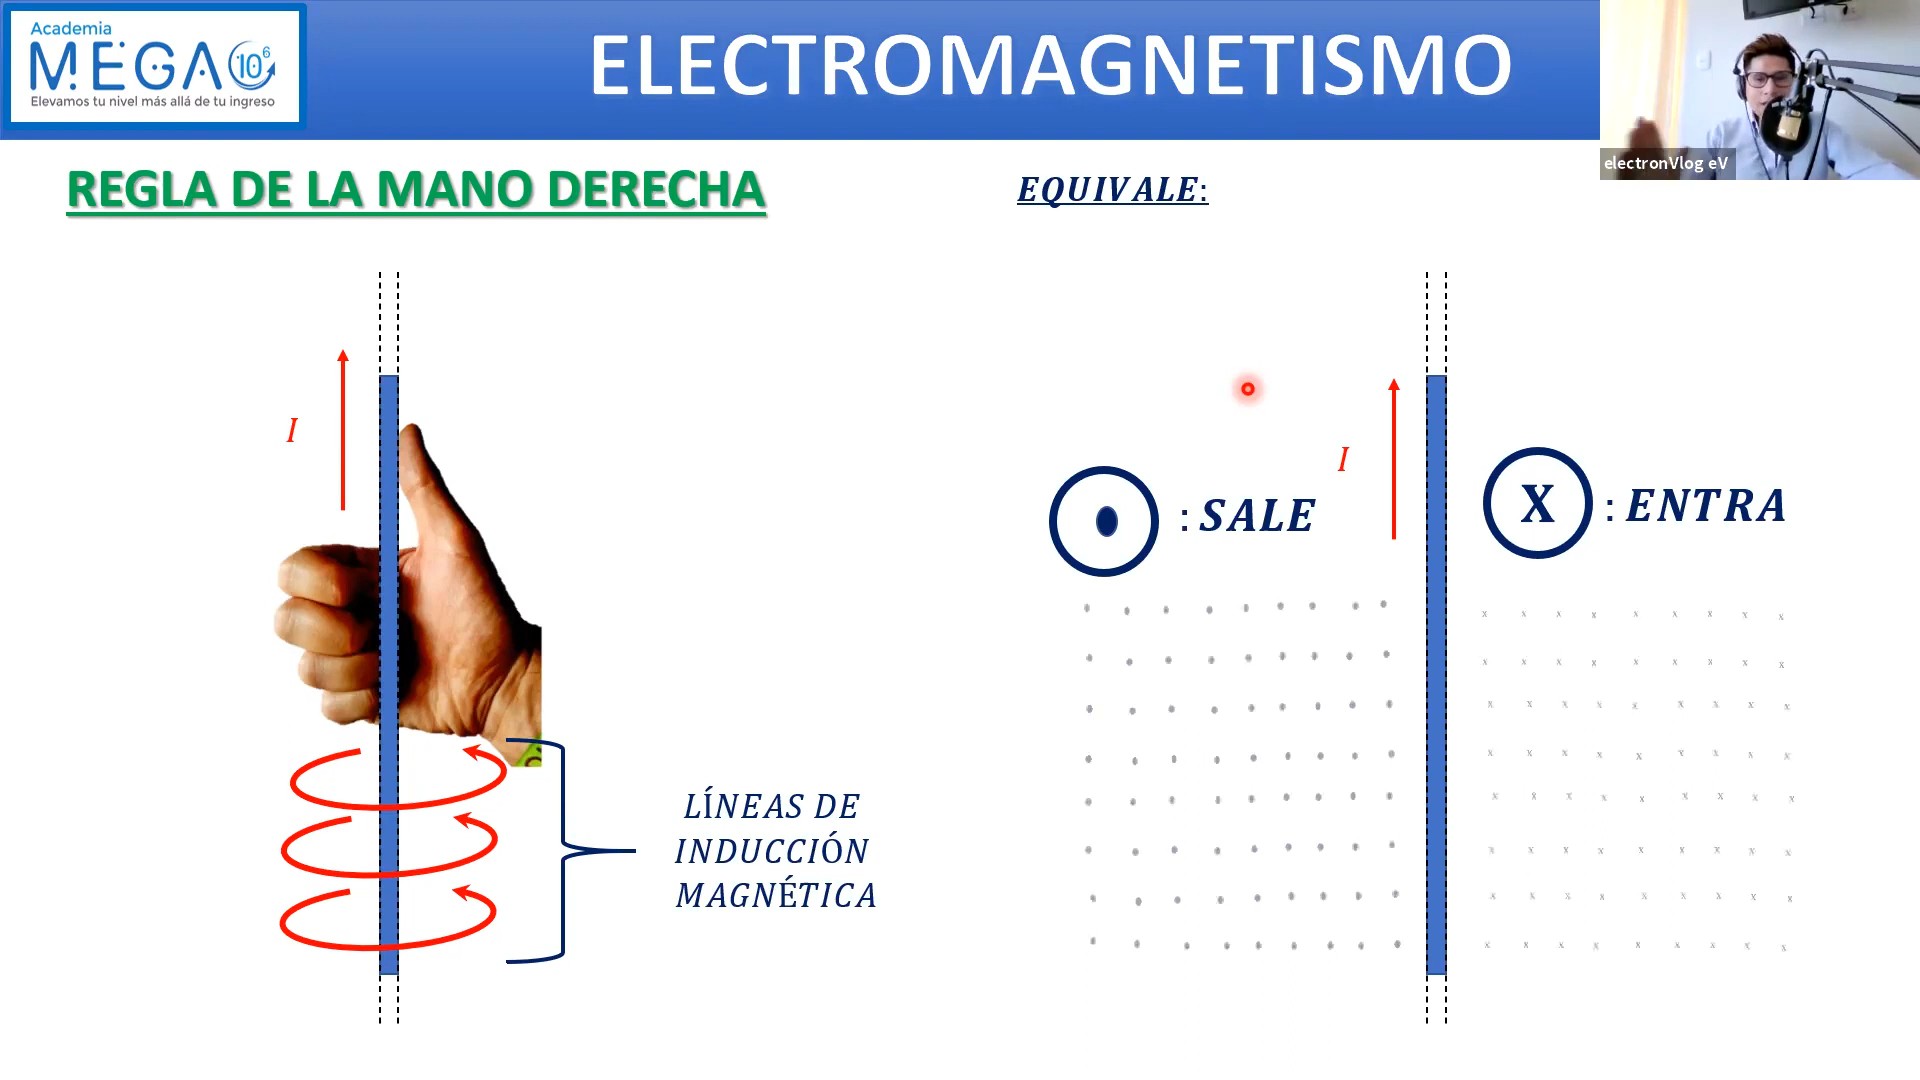 Academia
MEGA 10⁶
Elevamos tu nivel más allá de tu ingreso
ELECTROMAGNETISMO
electronVlog eV
REGLA DE LA MANO DERECHA
EQUIVALE:
I
LÍNEAS DE
INDUCCIÓN
MAGNÉTICA
I
: SALE
X : ENTRA